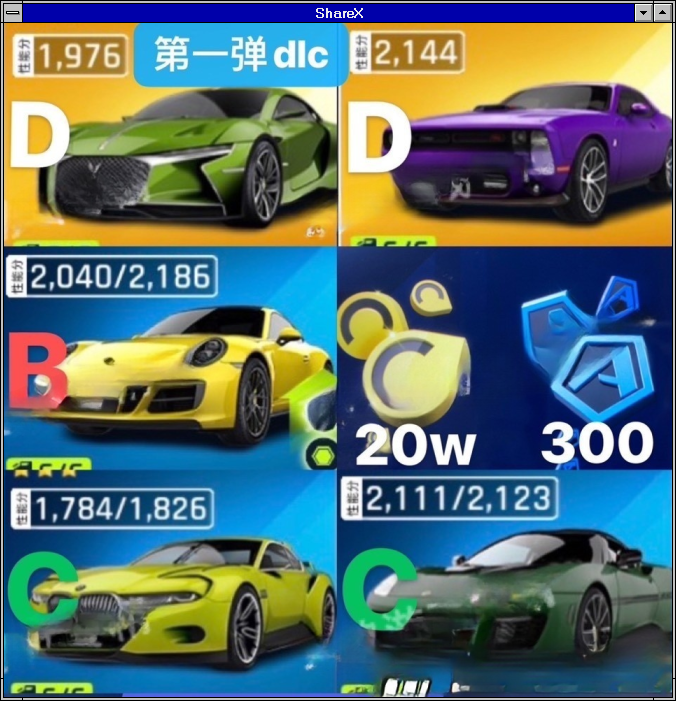 ShareX
性能分 1,976
第一弹dlc
性能分 2,144
D
D
性能分 2,040/2,186
B
20w
300
性能分 1,784/1,826
性能分 2,111/2,123
C
C